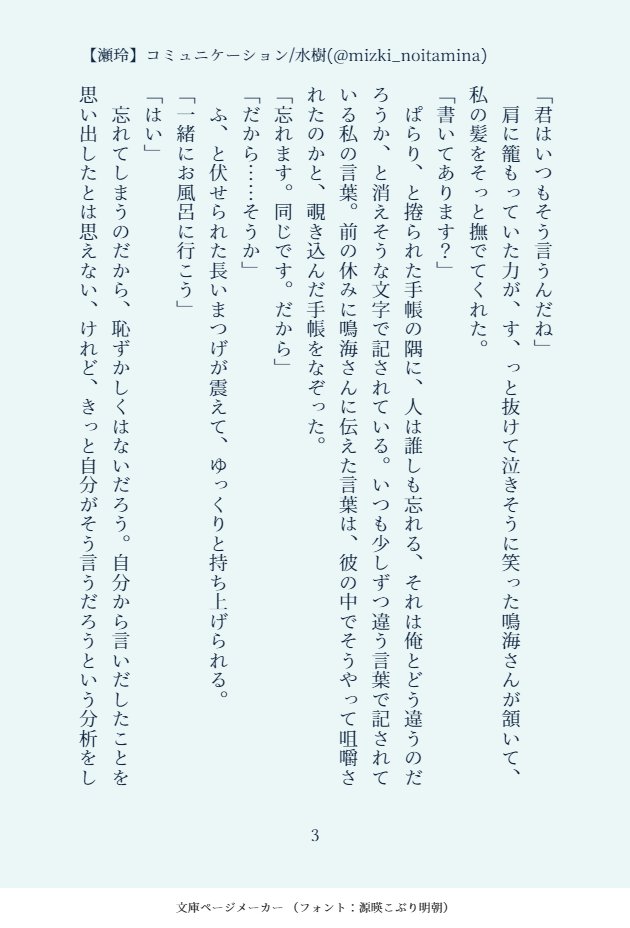 【瀬玲】コミュニケーション/水樹(@mizki_noitamina)
「君はいつもそう言うんだね」
　肩に籠もっていた力が、す、っと抜けて泣きそうに笑った鳴海さんが頷いて、
私の髪をそっと撫でてくれた。
「書いてあります？」
　ぱらり、と捲られた手帳の隅に、人は誰しも忘れる、それは俺とどう違うのだ
ろうか、と消えそうな文字で記されている。いつも少しずつ違う言葉で記されて
いる私の言葉。前の休みに鳴海さんに伝えた言葉は、彼の中でそうやって咀嚼さ
れたのかと、覗き込んだ手帳をなぞった。
「忘れます。同じです。だから」
「だから……そうか」
　ふ、と伏せられた長いまつげが震えて、ゆっくりと持ち上げられる。
「一緒にお風呂に行こう」
「はい」
　忘れてしまうのだから、恥ずかしくはないだろう。自分から言いだしたことを
思い出したとは思えない、けれど、きっと自分がそう言うだろうという分析をし
3
文庫ページメーカー（フォント：源暎こぶり明朝）